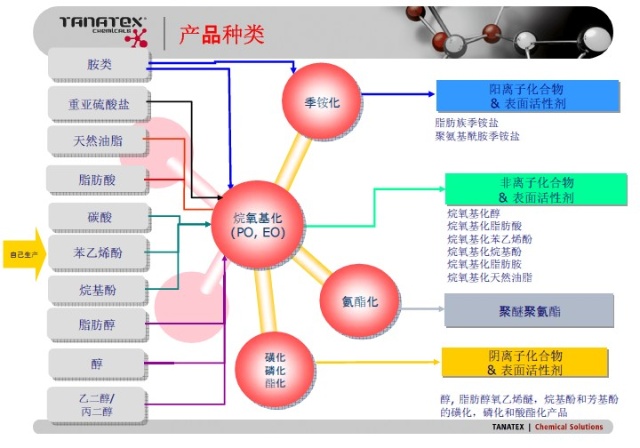 TANATEX
CHEMICALS
产品种类
胺类
重亚硫酸盐
天然油脂
脂肪酸
碳酸
苯乙烯酚
烷基酚
脂肪醇
醇
乙二醇/
丙二醇
自己生产
季铵化
烷氧基化
(PO, EO)
氨酯化
磺化
磷化
酯化
阳离子化合物
& 表面活性剂
脂肪族季铵盐
聚氨基酰胺季铵盐
非离子化合物
& 表面活性剂
烷氧基化醇
烷氧基化脂肪酸
烷氧基化苯乙烯酚
烷氧基化烷基酚
烷氧基化脂肪胺
烷氧基化天然油脂
聚醚聚氨酯
阴离子化合物
& 表面活性剂
醇, 脂肪醇氧乙烯醚，烷基酚和芳基酚
的磺化，磷化和酸酯化产品
TANATEX | Chemical Solutions